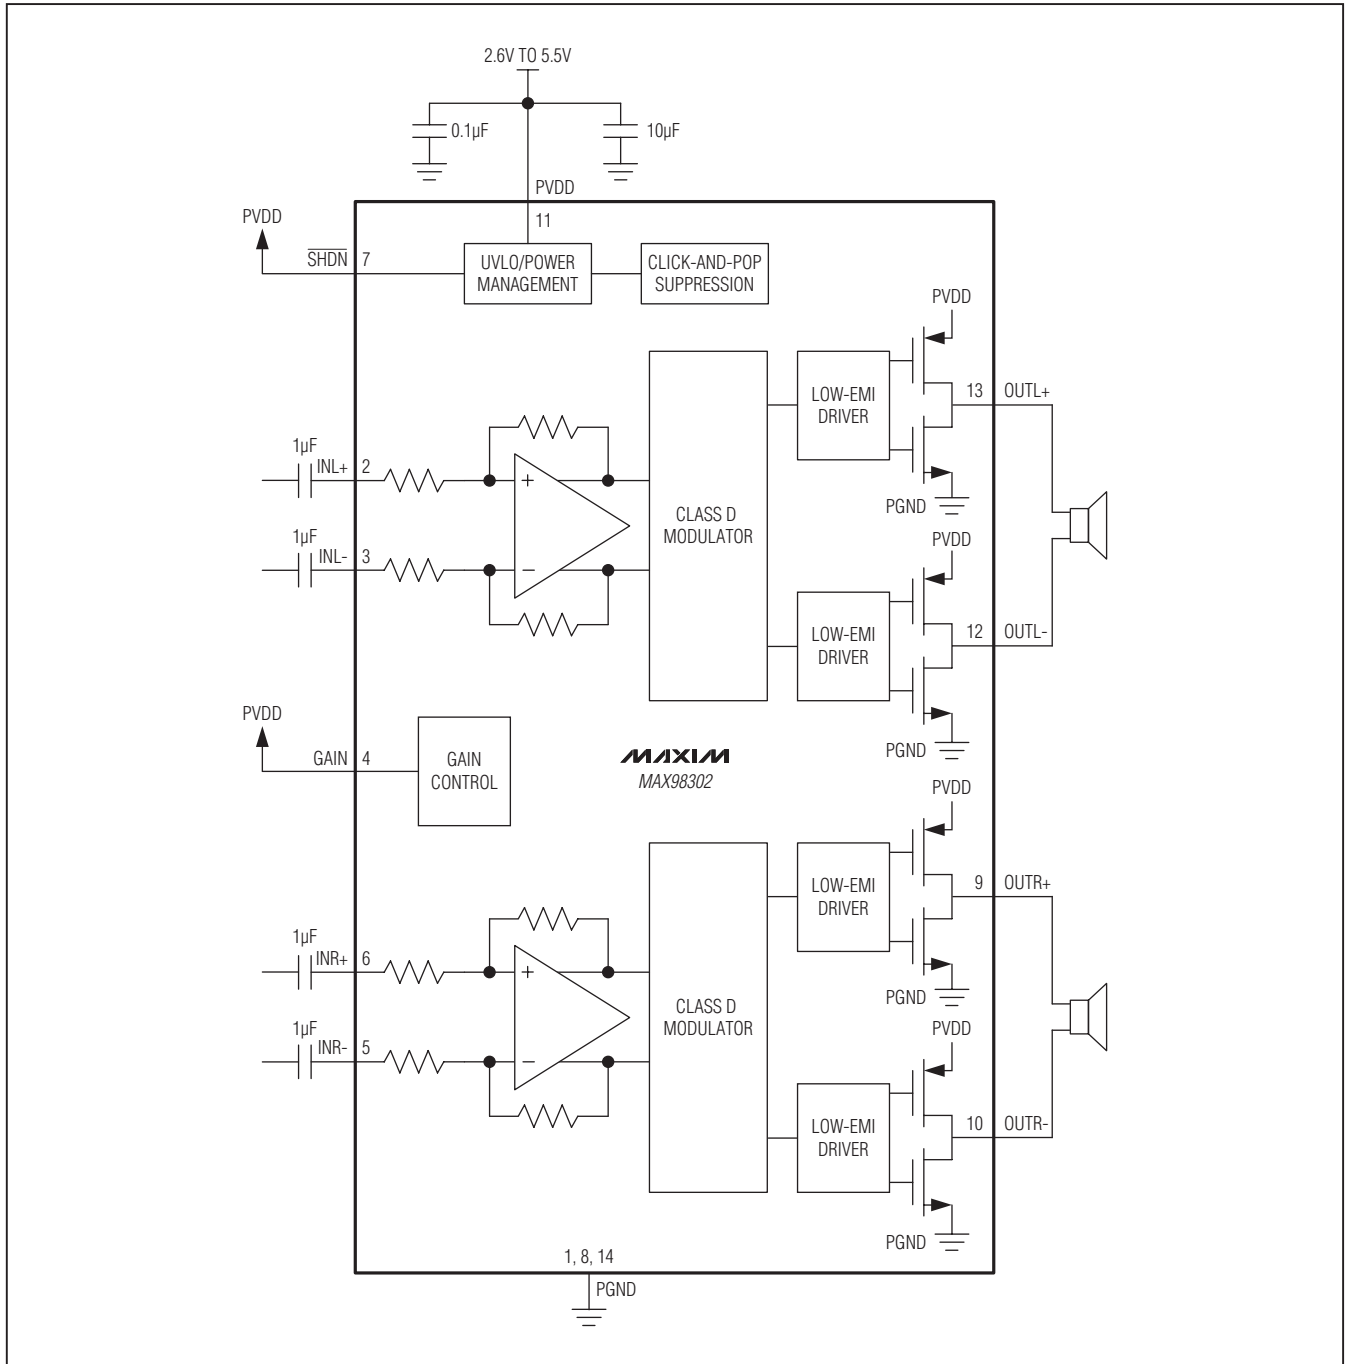 2.6V TO 5.5V
0.1µF
10µF
PVDD
11
PVDD
SHDN 7
UVLO/POWER
MANAGEMENT
CLICK-AND-POP
SUPPRESSION
PVDD
LOW-EMI
DRIVER
13 OUTL+
PGND
1µF
INL+ 2
+
1µF
INL- 3
−
CLASS D
MODULATOR
PVDD
LOW-EMI
DRIVER
12 OUTL-
PGND
PVDD
GAIN 4
GAIN
CONTROL
MAXIM
MAX98302
PVDD
LOW-EMI
DRIVER
9 OUTR+
PGND
1µF
INR+ 6
+
1µF
INR- 5
−
CLASS D
MODULATOR
PVDD
LOW-EMI
DRIVER
10 OUTR-
PGND
1, 8, 14
PGND